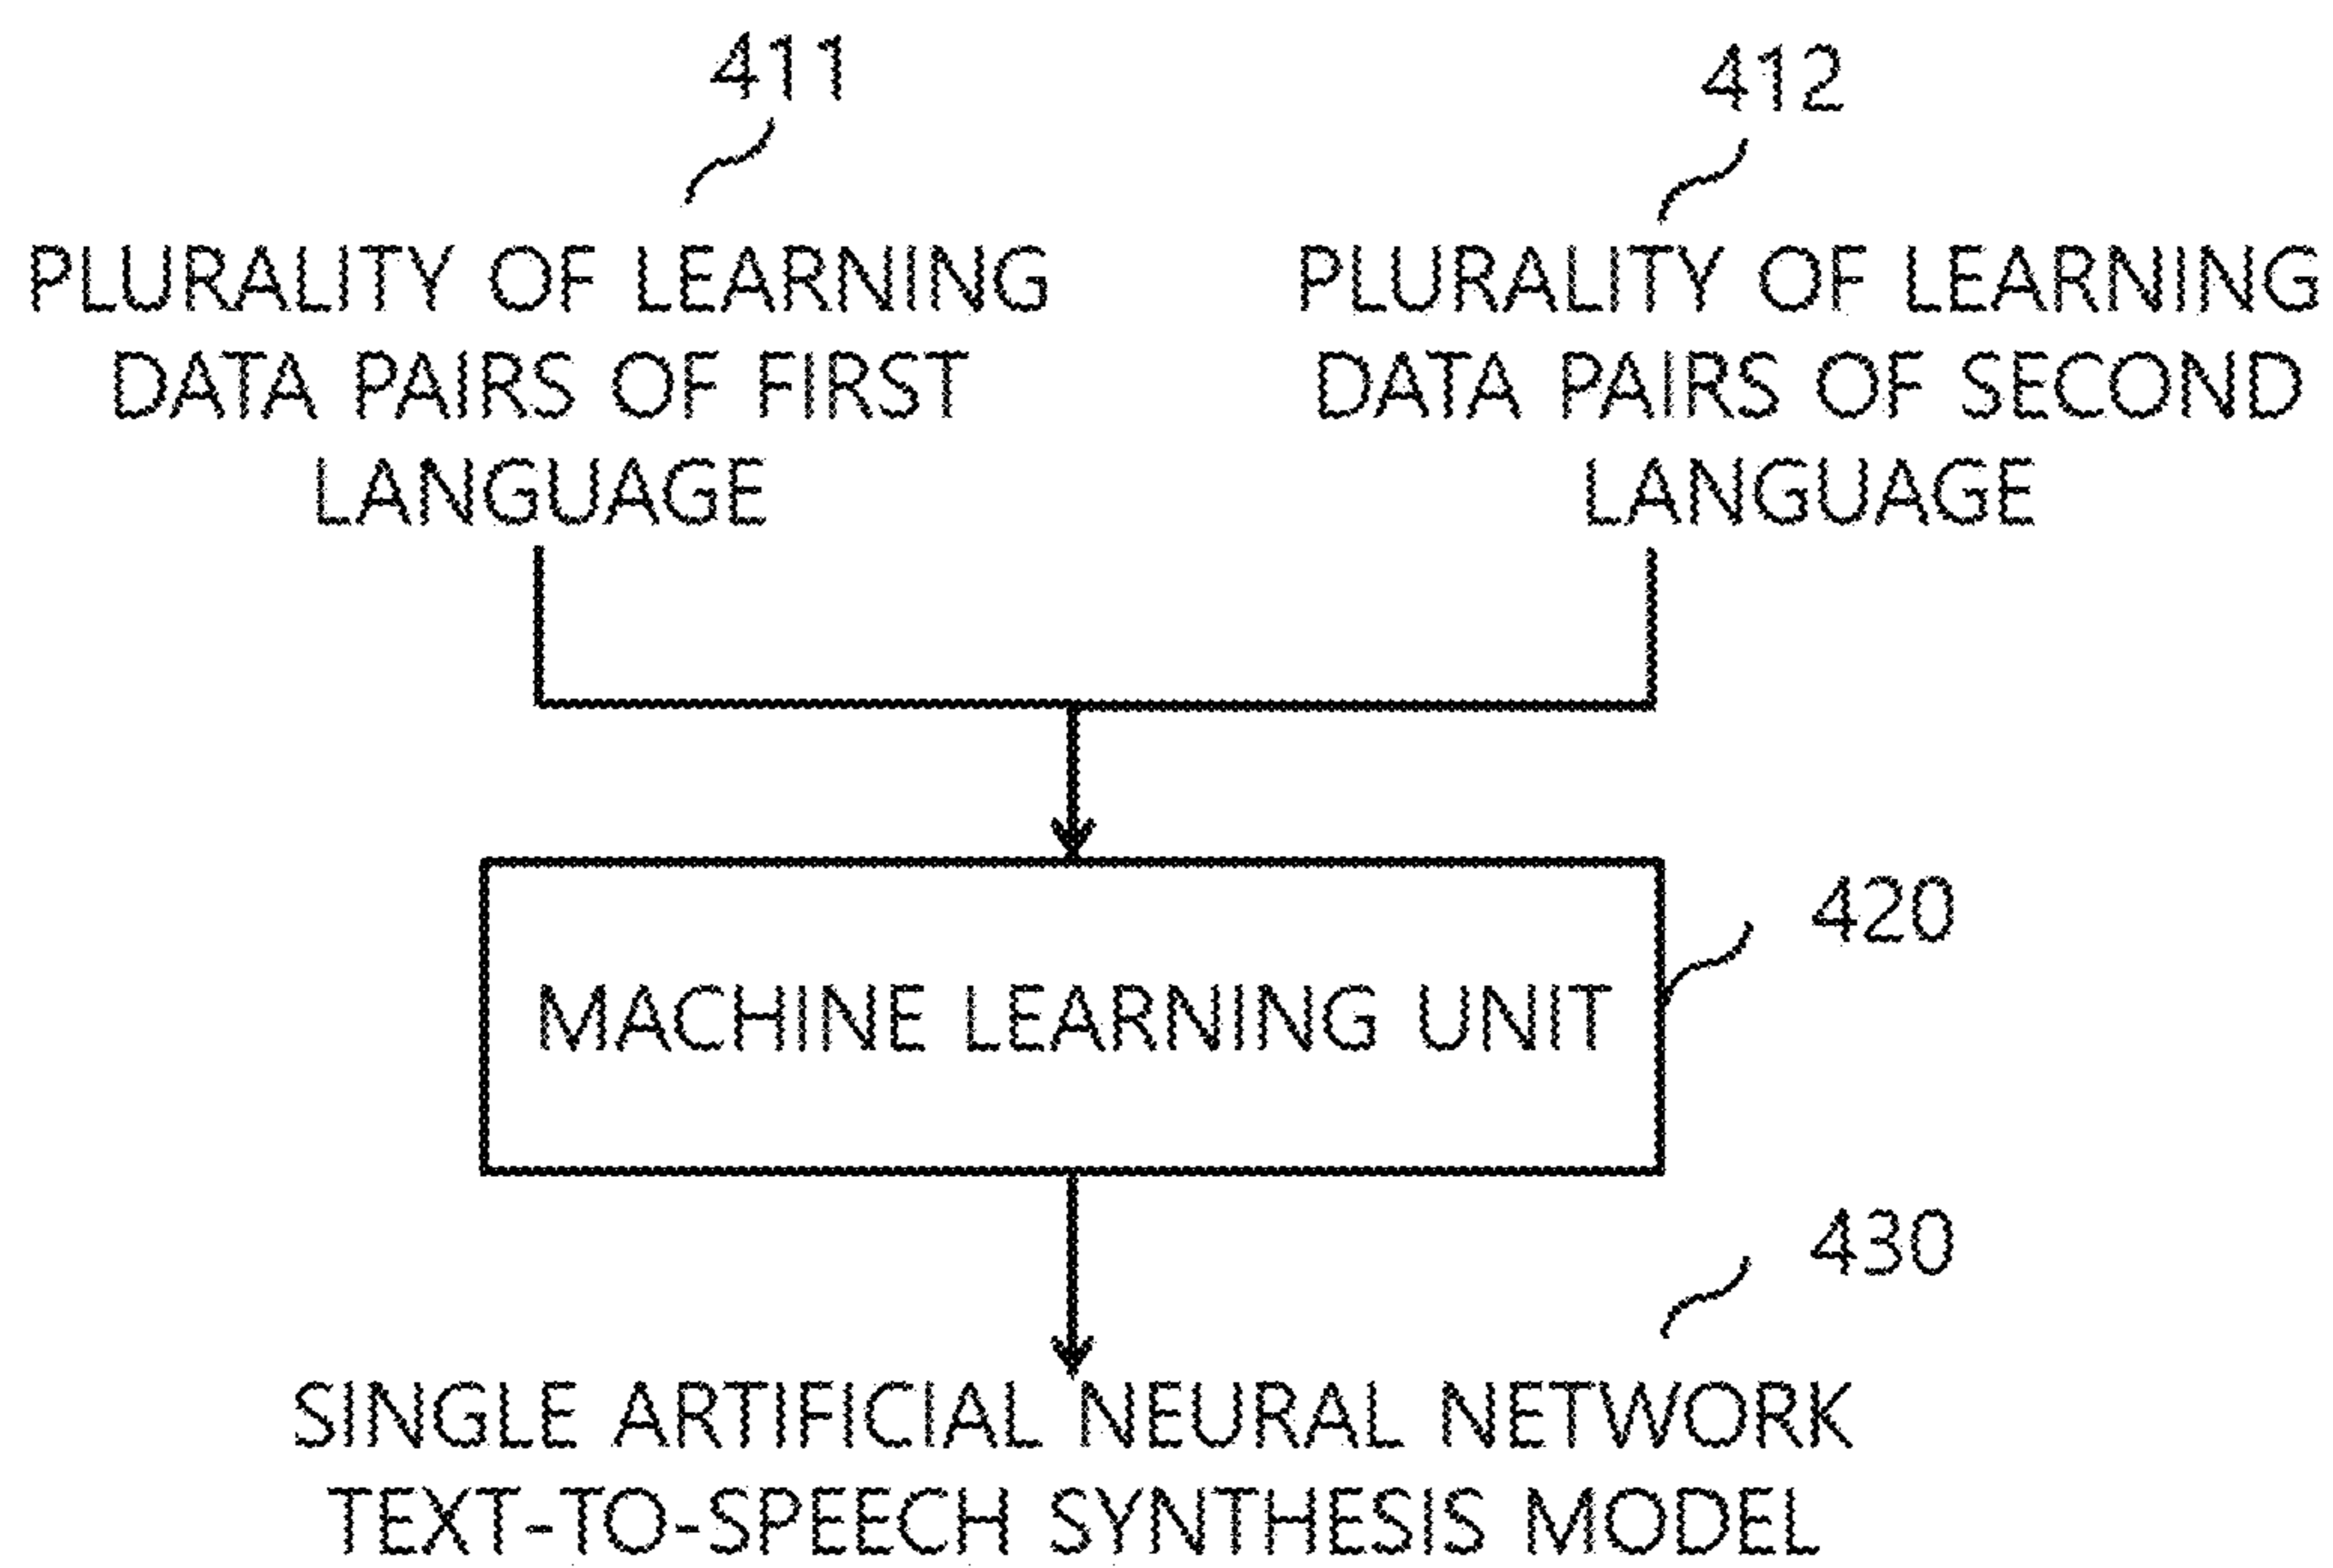 411
412
PLURALITY OF LEARNING
DATA PAIRS OF FIRST
LANGUAGE
PLURALITY OF LEARNING
DATA PAIRS OF SECOND
LANGUAGE
420
MACHINE LEARNING UNIT
430
SINGLE ARTIFICIAL NEURAL NETWORK
TEXT-TO-SPEECH SYNTHESIS MODEL